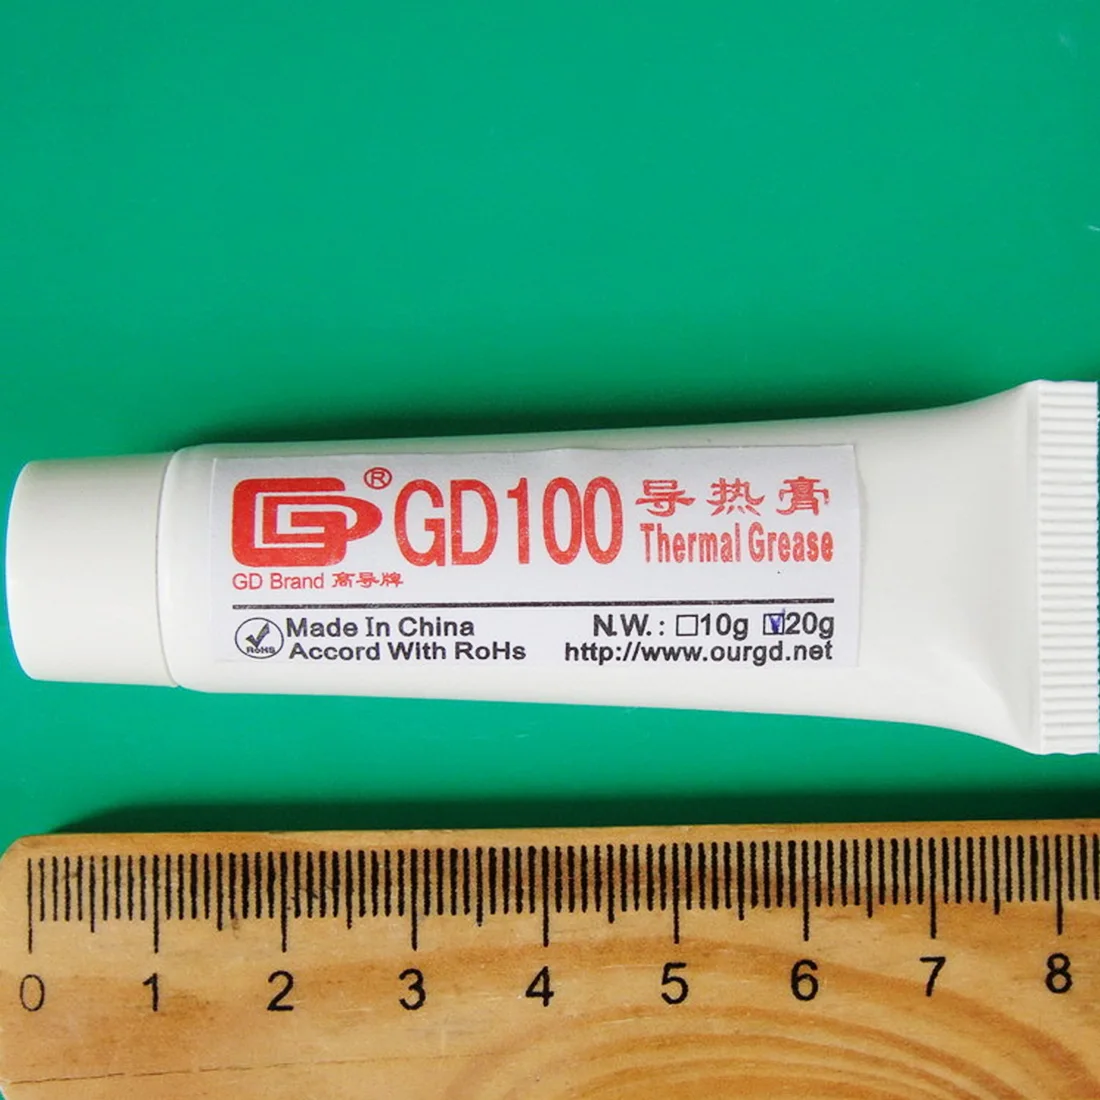 GD ®
GD100 导热膏
Thermal Grease
GD Brand 高导牌
RoHS
Made In China
Accord With RoHs
N.W.: □10g ☑20g
http://www.ourgd.net
0 1 2 3 4 5 6 7 8